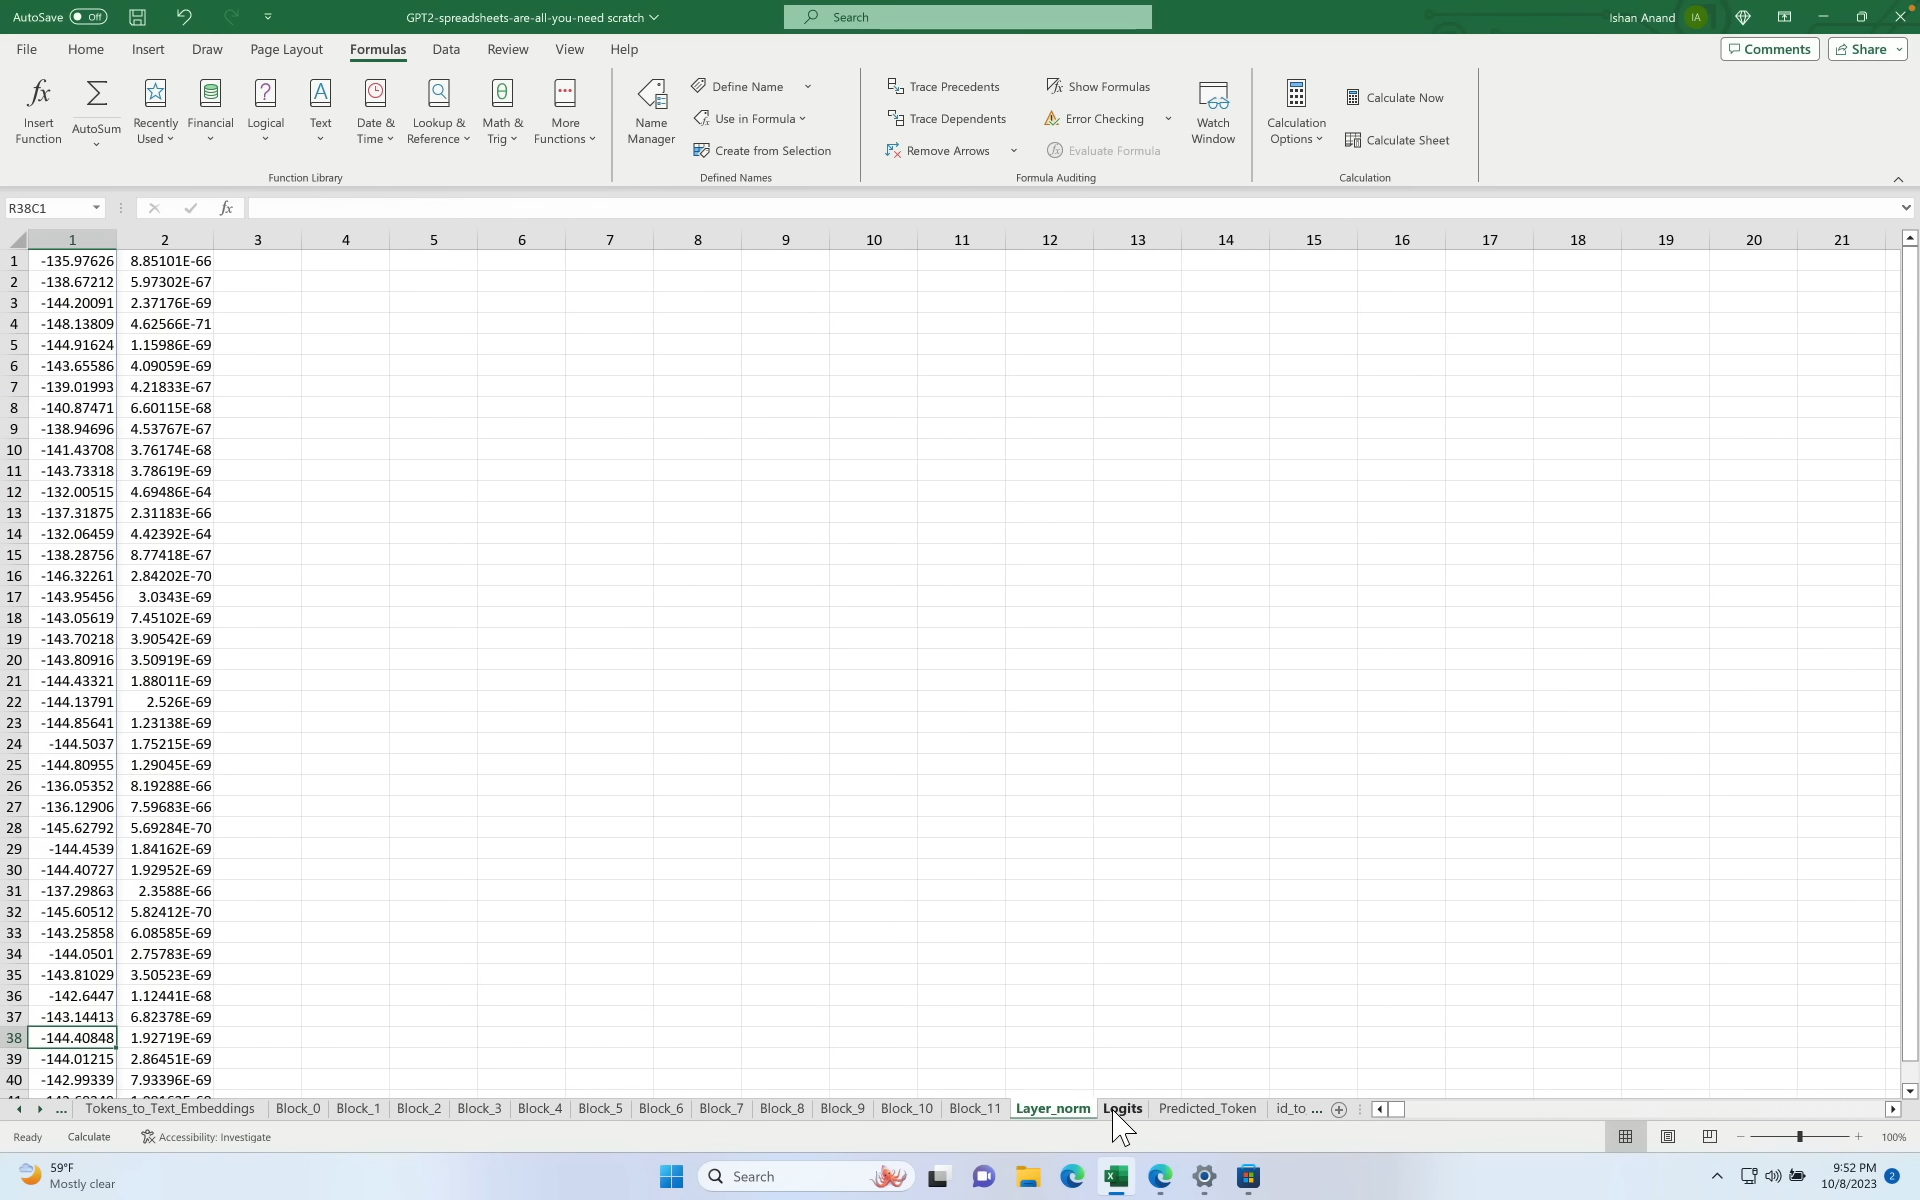 AutoSave Off GPT2-spreadsheets-are-all-you-need scratch Search Ishan Anand IA
File Home Insert Draw Page Layout Formulas Data Review View Help Comments Share
Insert Function
AutoSum
Recently Used
Financial
Logical
Text
Date & Time
Lookup & Reference
Math & Trig
More Functions
Function Library
Name Manager
Define Name
Use in Formula
Create from Selection
Defined Names
Trace Precedents
Trace Dependents
Remove Arrows
Show Formulas
Error Checking
Evaluate Formula
Formula Auditing
Watch Window
Calculation Options
Calculate Now
Calculate Sheet
Calculation
R38C1 fx
1 2 3 4 5 6 7 8 9 10 11 12 13 14 15 16 17 18 19 20 21
1 -135.97626 8.85101E-66
2 -138.67212 5.97302E-67
3 -144.20091 2.37176E-69
4 -148.13809 4.62566E-71
5 -144.91624 1.15986E-69
6 -143.65586 4.09059E-69
7 -139.01993 4.21833E-67
8 -140.87471 6.60115E-68
9 -138.94696 4.53767E-67
10 -141.43708 3.76174E-68
11 -143.73318 3.78619E-69
12 -132.00515 4.69486E-64
13 -137.31875 2.31183E-66
14 -132.06459 4.42392E-64
15 -138.28756 8.77418E-67
16 -146.32261 2.84202E-70
17 -143.95456 3.0343E-69
18 -143.05619 7.45102E-69
19 -143.70218 3.90542E-69
20 -143.80916 3.50919E-69
21 -144.43321 1.88011E-69
22 -144.13791 2.526E-69
23 -144.85641 1.23138E-69
24 -144.5037 1.75215E-69
25 -144.80955 1.29045E-69
26 -136.05352 8.19288E-66
27 -136.12906 7.59683E-66
28 -145.62792 5.69284E-70
29 -144.4539 1.84162E-69
30 -144.40727 1.92952E-69
31 -137.29863 2.3588E-66
32 -145.60512 5.82412E-70
33 -143.25858 6.08585E-69
34 -144.0501 2.75783E-69
35 -143.81029 3.50523E-69
36 -142.6447 1.12441E-68
37 -143.14413 6.82378E-69
38 -144.40848 1.92719E-69
39 -144.01215 2.86451E-69
40 -142.99339 7.93396E-69
... Tokens_to_Text_Embeddings Block_0 Block_1 Block_2 Block_3 Block_4 Block_5 Block_6 Block_7 Block_8 Block_9 Block_10 Block_11 Layer_norm Logits Predicted_Token id_to ...
Ready Calculate Accessibility: Investigate 100%
59°F
Mostly clear
Search
9:52 PM
10/8/2023
2